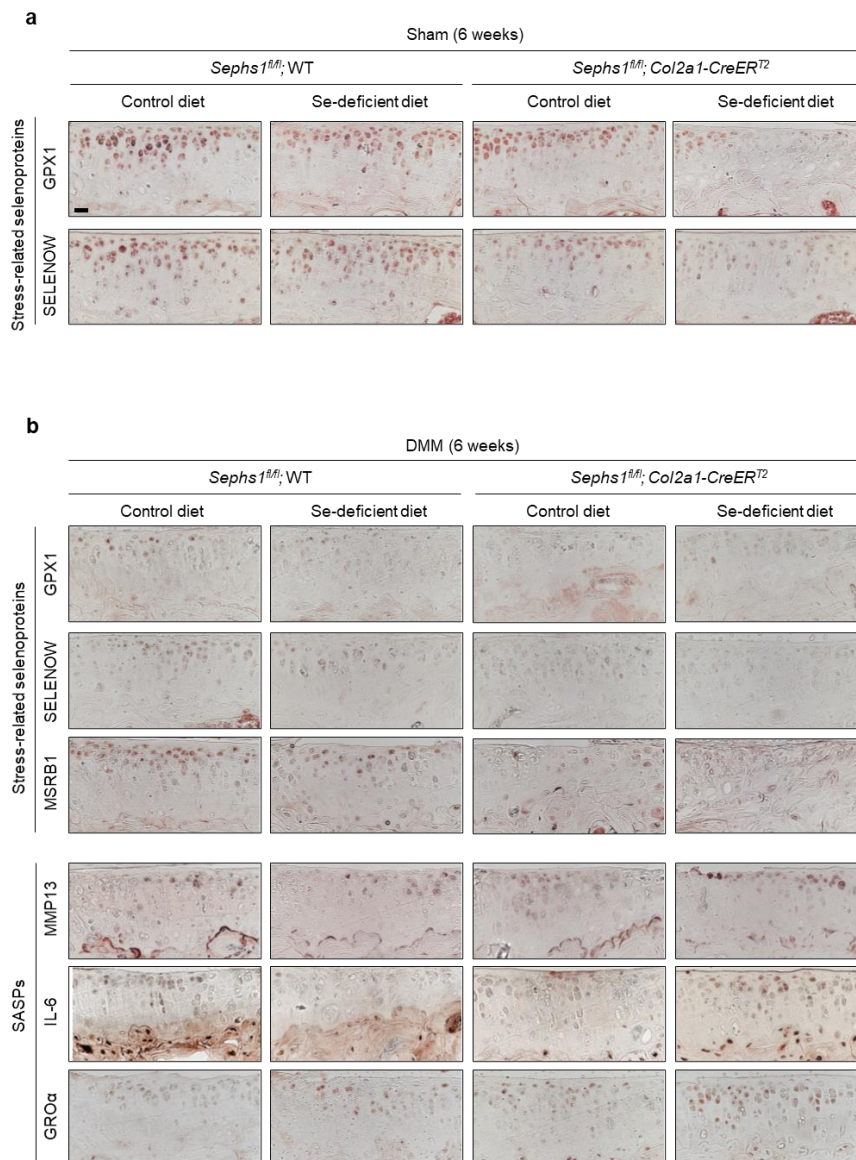 a
Sham (6 weeks)
Sephs1fl/fl; WT
Sephs1fl/fl; Col2a1-CreERT2
Control diet
Se-deficient diet
Control diet
Se-deficient diet
Stress-related selenoproteins
GPX1
SELENOW
b
DMM (6 weeks)
Sephs1fl/fl; WT
Sephs1fl/fl; Col2a1-CreERT2
Control diet
Se-deficient diet
Control diet
Se-deficient diet
Stress-related selenoproteins
GPX1
SELENOW
MSRB1
SASPs
MMP13
IL-6
GROα